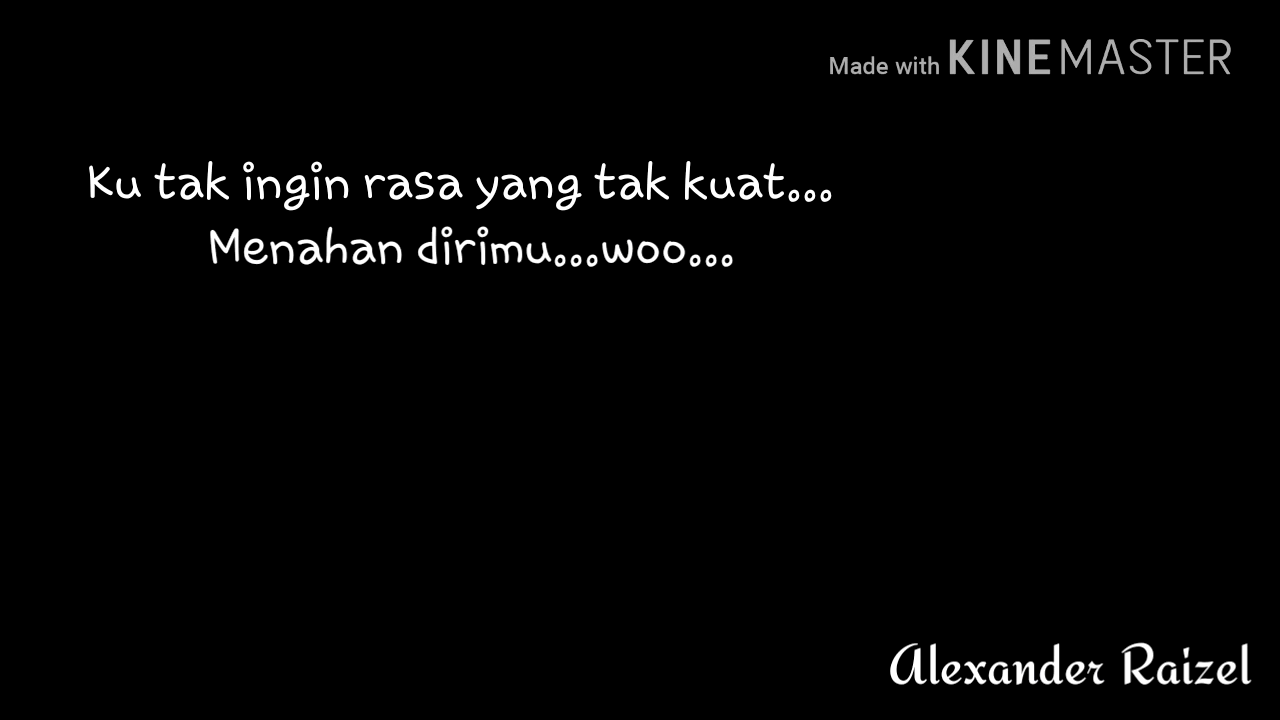 Made with KINEMASTER
Ku tak ingin rasa yang tak kuat...
Menahan dirimu...woo...
Alexander Raizel